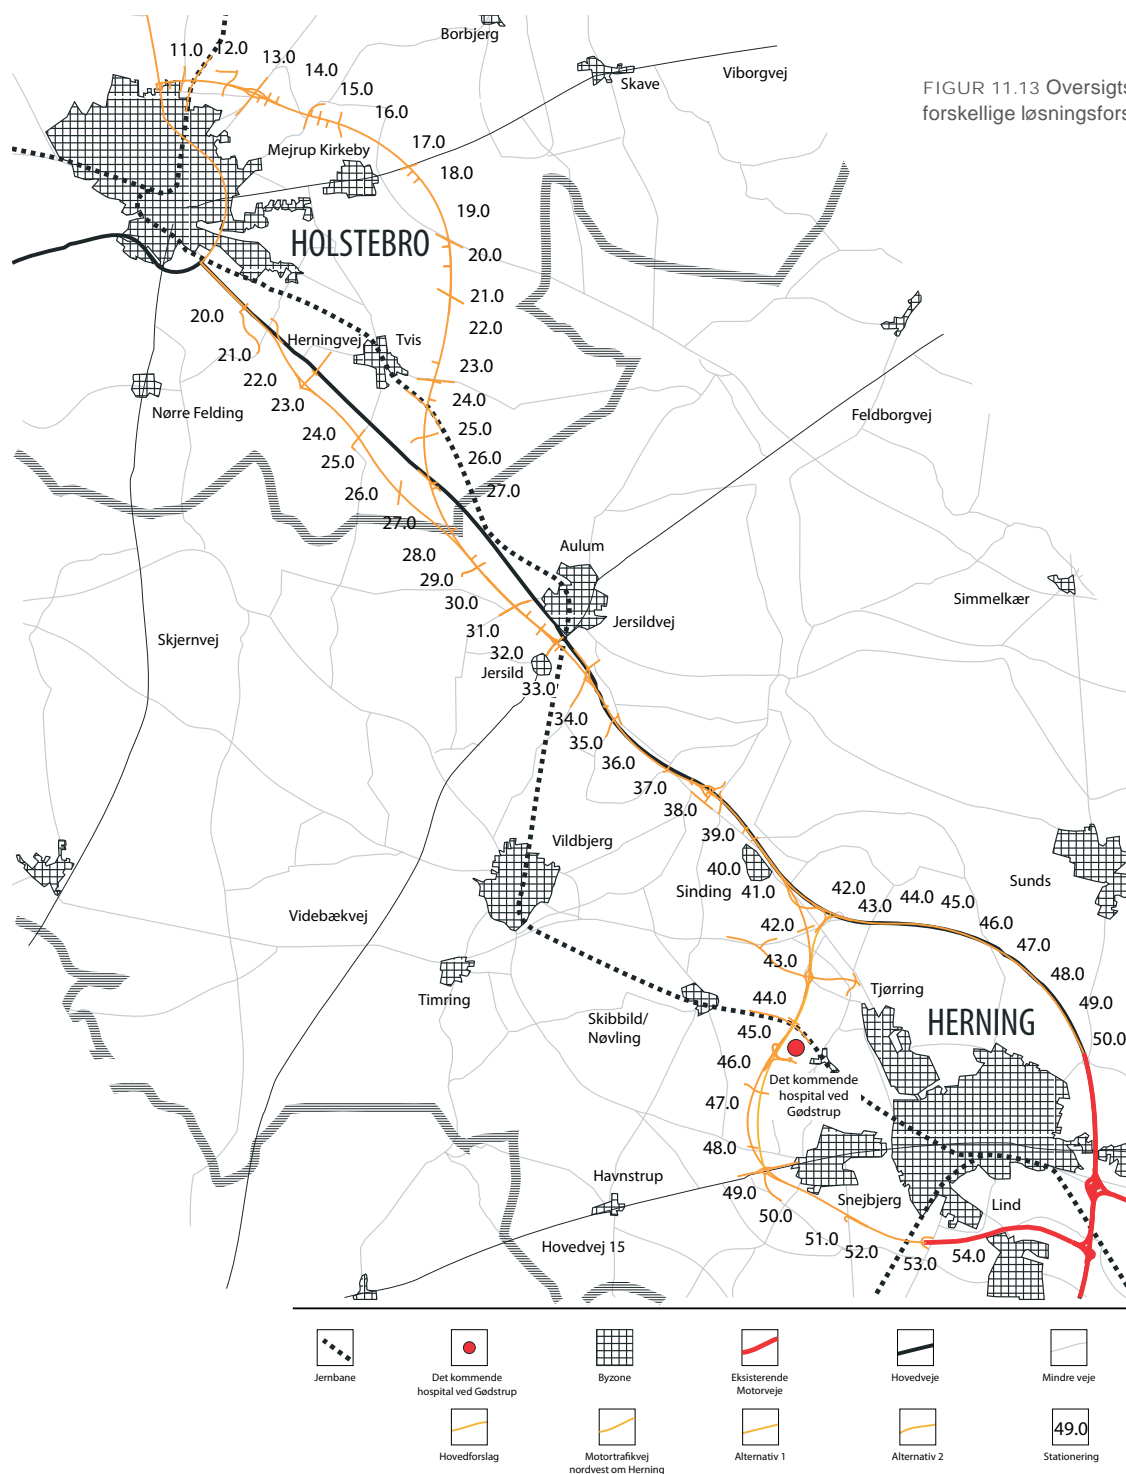 Borbjerg
11.0
12.0
13.0
14.0
15.0
16.0
Skave
Viborgvej
FIGUR 11.13 Oversigts
forskellige løsningsfors
17.0
Mejrup Kirkeby
18.0
19.0
HOLSTEBRO
20.0
21.0
22.0
20.0
21.0
Herningvej
Tvis
22.0
23.0
23.0
24.0
Nørre Felding
24.0
25.0
Feldborgvej
25.0
26.0
26.0
27.0
27.0
28.0
Aulum
29.0
30.0
Simmelkær
31.0
Jersildvej
Skjernvej
32.0
Jersild
33.0
34.0
35.0
36.0
37.0
38.0
39.0
Vildbjerg
40.0
Sinding
41.0
42.0
43.0
44.0
45.0
Sunds
Videbækvej
42.0
46.0
47.0
43.0
48.0
Timring
44.0
Tjørring
49.0
Skibbild/
Nøvling
45.0
HERNING
50.0
46.0
Det kommende
hospital ved
Gødstrup
47.0
48.0
Havnstrup
49.0
Snejbjerg
Lind
50.0
51.0
Hovedvej 15
52.0
53.0
54.0
Jernbane
Det kommende
hospital ved Gødstrup
Byzone
Eksisterende
Motorveje
Hovedveje
Mindre veje
49.0
Hovedforslag
Motortrafikvej
nordvest om Herning
Alternativ 1
Alternativ 2
Stationering